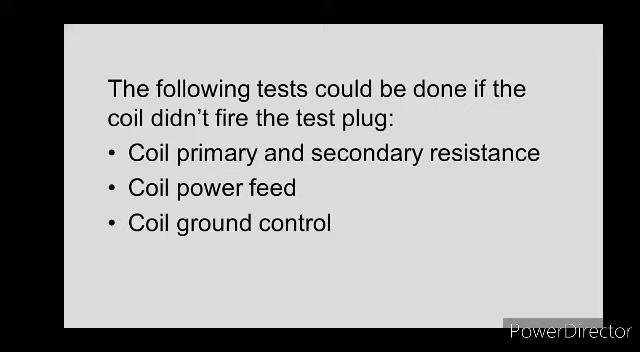 The following tests could be done if the
coil didn't fire the test plug:
• Coil primary and secondary resistance
• Coil power feed
• Coil ground control
PowerDirector